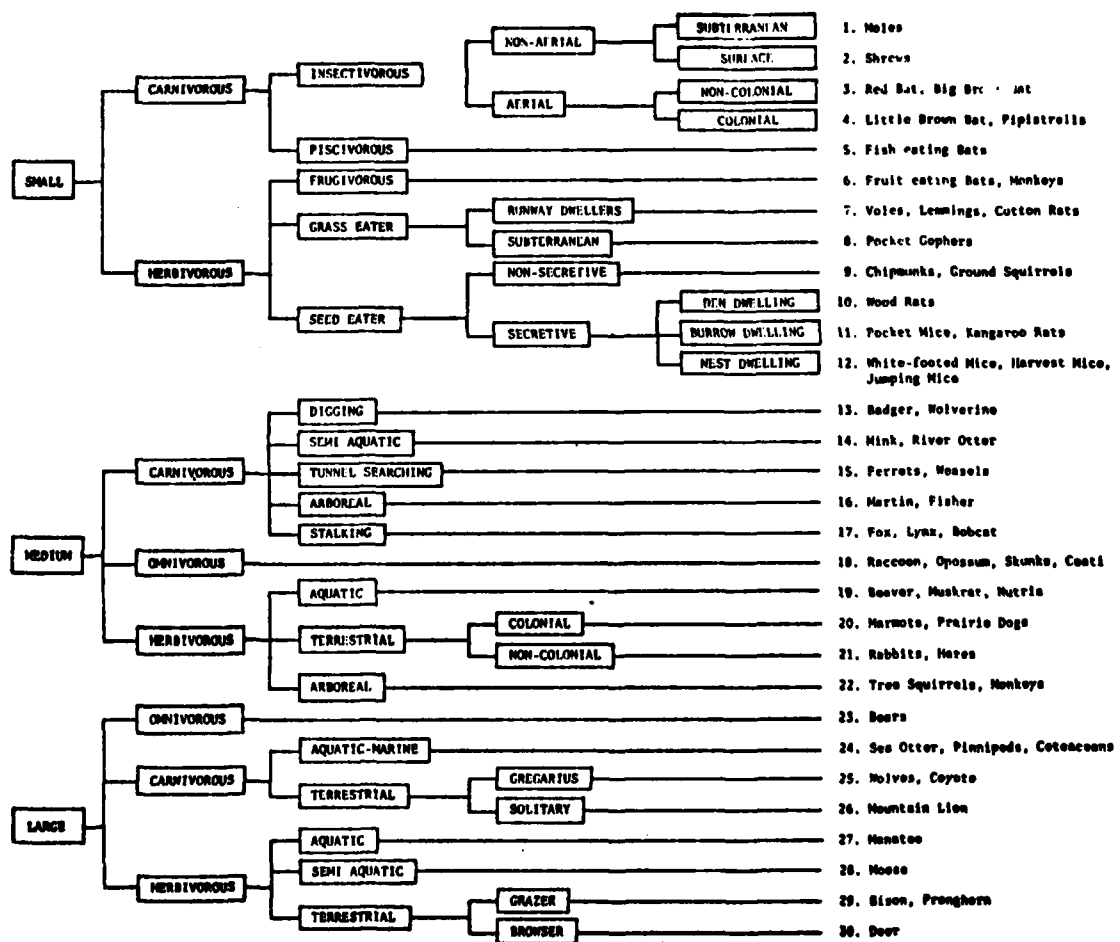 SUBTERRANEAN 1. Moles
NON-AERIAL
SURFACE 2. Shrews
INSECTIVOROUS
CARNIVOROUS NON-COLONIAL 3. Red Bat, Big
AERIAL
COLONIAL 4. Little Brown Bat, Pipistrelle
PISCIVOROUS 5. Fish eating Bats
SMALL
FRUGIVOROUS 6. Fruit eating Bats, Monkeys
RUNWAY DWELLERS 7. Voles, Lemmings, Cotton Rats
GRASS EATER
SUBTERRANEAN 8. Pocket Gophers
HERBIVOROUS NON-SECRETIVE 9. Chipmunks, Ground Squirrels
DEN DWELLING 10. Wood Rats
SEED EATER
SECRETIVE BURROW DWELLING 11. Pocket Mice, Kangaroo Rats
NEST DWELLING 12. White-footed Mice, Harvest Mice,
Jumping Mice
DIGGING 13. Badger, Wolverine
SEMI AQUATIC 14. Mink, River Otter
CARNIVOROUS TUNNEL SEARCHING 15. Ferrets, Weasels
ARBOREAL 16. Martin, Fisher
STALKING 17. Fox, Lynx, Bobcat
MEDIUM
OMNIVOROUS 18. Raccoon, Opossum, Skunks, Coati
AQUATIC 19. Beaver, Muskrat, Nutria
COLONIAL 20. Marmots, Prairie Dogs
HERBIVOROUS TERRESTRIAL
NON-COLONIAL 21. Rabbits, Hares
ARBOREAL 22. Tree Squirrels, Monkeys
OMNIVOROUS 23. Bears
AQUATIC-MARINE 24. Sea Otter, Pinnipeds, Cetaceans
CARNIVOROUS GREGARIUS 25. Wolves, Coyote
TERRESTRIAL
SOLITARY 26. Mountain Lion
LARGE
AQUATIC 27. Manatee
SEMI AQUATIC 28. Moose
HERBIVOROUS
GRAZER 29. Bison, Pronghorn
TERRESTRIAL
BROWSER 30. Deer